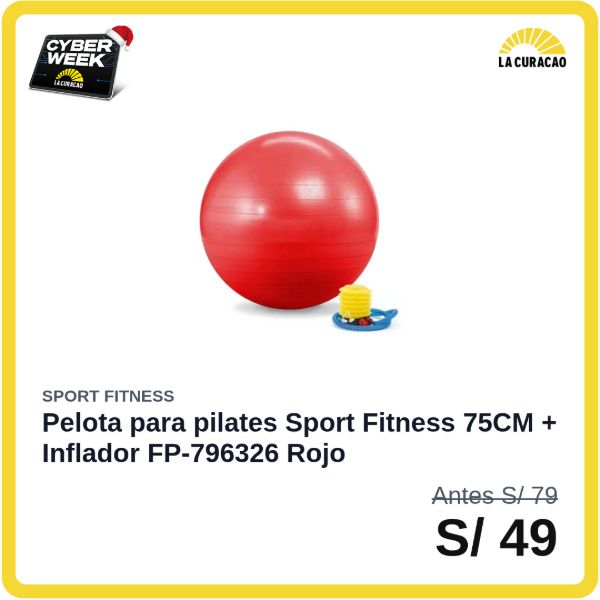 CYBER
WEEK
LA CURACAO
LA CURACAO
SPORT FITNESS
Pelota para pilates Sport Fitness 75CM +
Inflador FP-796326 Rojo
Antes S/ 79
S/ 49